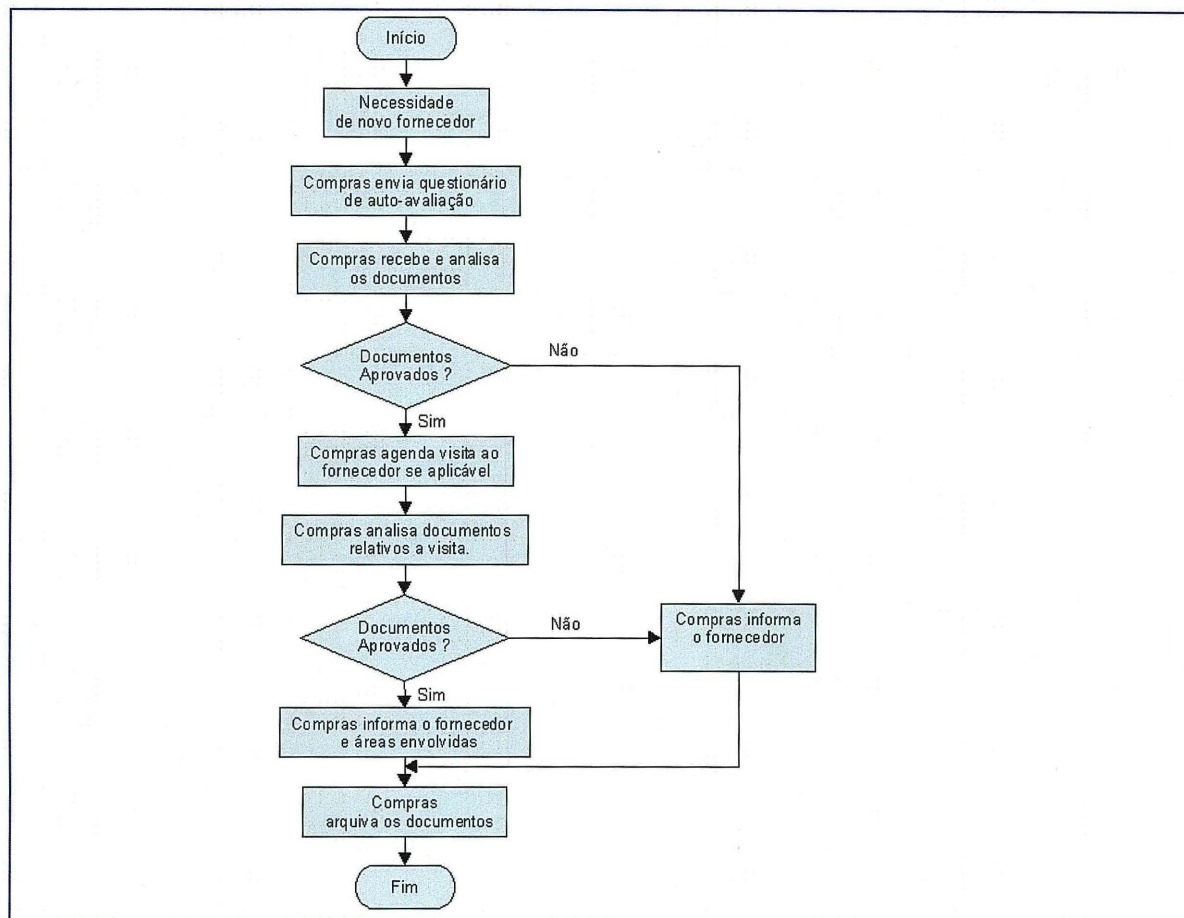 Início
Necessidade
de novo fornecedor
Compras envia questionário
de auto-avaliação
Compras recebe e analisa
os documentos
Documentos
Aprovados ?
Não
Sim
Compras agenda visita ao
fornecedor se aplicável
Compras analisa documentos
relativos a visita.
Documentos
Aprovados ?
Não
Compras informa
o fornecedor
Sim
Compras informa o fornecedor
e áreas envolvidas
Compras
arquiva os documentos
Fim